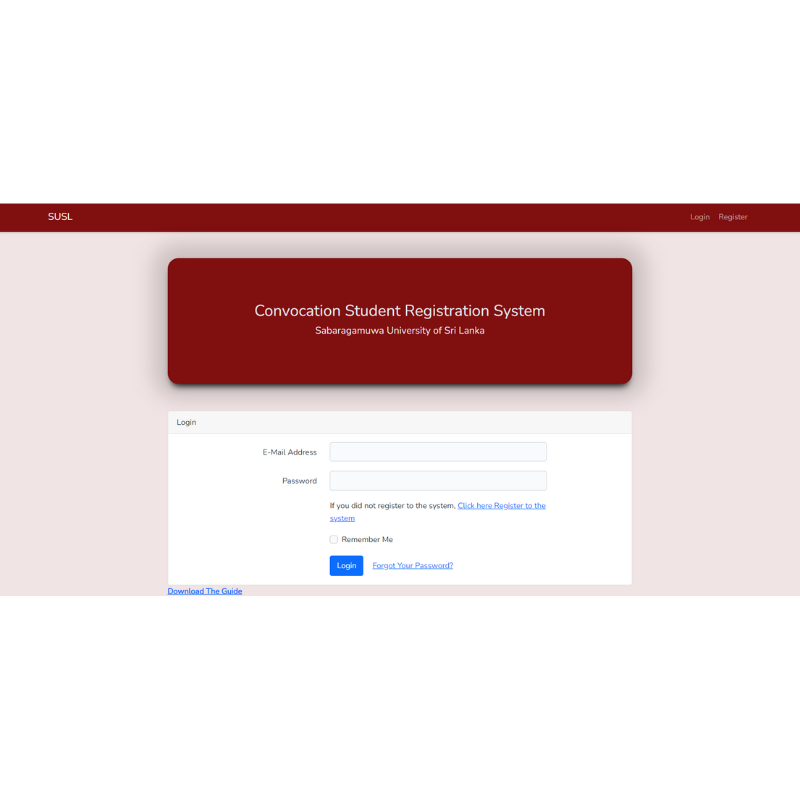 SUSL Login Register
Convocation Student Registration System
Sabaragamuwa University of Sri Lanka
Login
E-Mail Address
Password
If you did not register to the system, Click here Register to the
system
Remember Me
Login Forgot Your Password?
Download The Guide